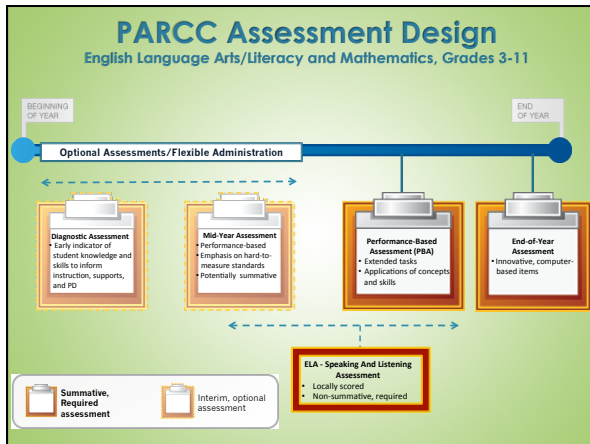 PARCC Assessment Design
English Language Arts/Literacy and Mathematics, Grades 3-11
BEGINNING
OF YEAR
END
OF YEAR
Optional Assessments/Flexible Administration
Diagnostic Assessment
• Early indicator of
student knowledge and
skills to inform
instruction, supports,
and PD
Mid-Year Assessment
• Performance-based
• Emphasis on hard-to-
measure standards
• Potentially summative
Performance-Based
Assessment (PBA)
• Extended tasks
• Applications of concepts
and skills
End-of-Year
Assessment
• Innovative, computer-
based items
ELA - Speaking And Listening
Assessment
• Locally scored
• Non-summative, required
Summative,
Required
assessment
Interim, optional
assessment